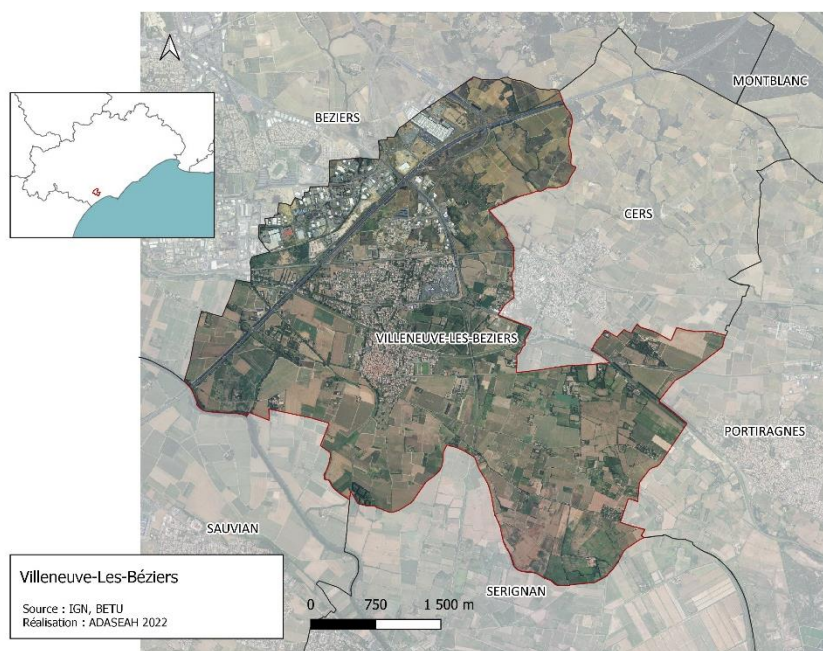 MONTBLANC
BEZIERS
CERS
VILLENEUVE-LES-BEZIERS
PORTIRAGNES
SAUVIAN
SERIGNAN
Villeneuve-Les-Béziers
Source : IGN, BETU
Réalisation : ADASEAH 2022
0 750 1 500 m